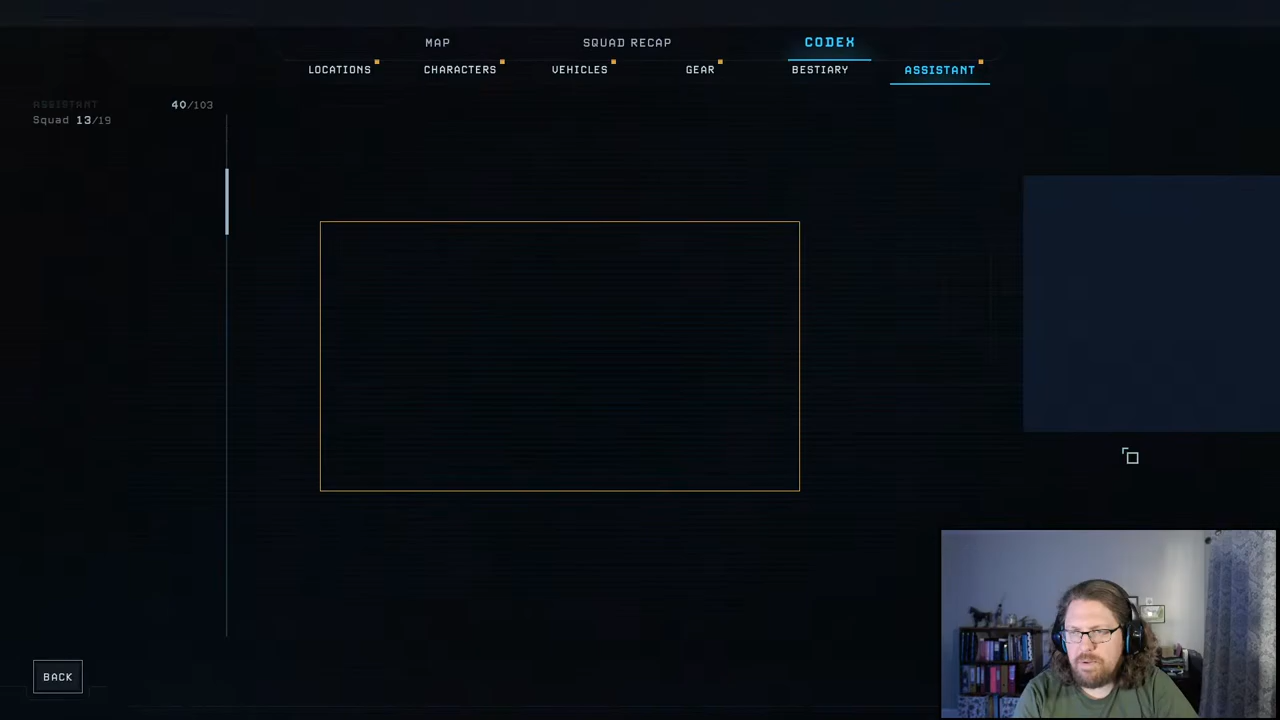 MAP SQUAD RECAP CODEX
LOCATIONS CHARACTERS VEHICLES GEAR BESTIARY ASSISTANT
ASSISTANT 40/103
Squad 13/19
BACK